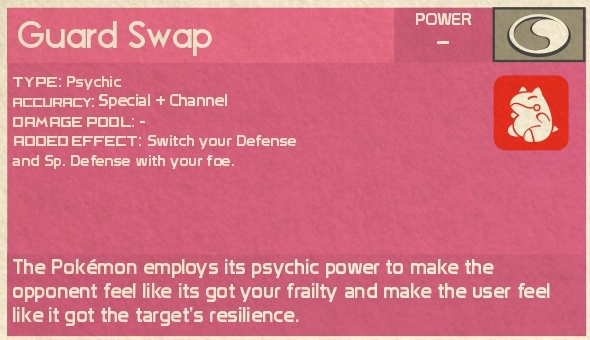 Guard Swap
POWER
–
TYPE: Psychic
ACCURACY: Special + Channel
DAMAGE POOL: -
ADDED EFFECT: Switch your Defense
and Sp. Defense with your foe.
The Pokémon employs its psychic power to make the
opponent feel like its got your frailty and make the user feel
like it got the target's resilience.